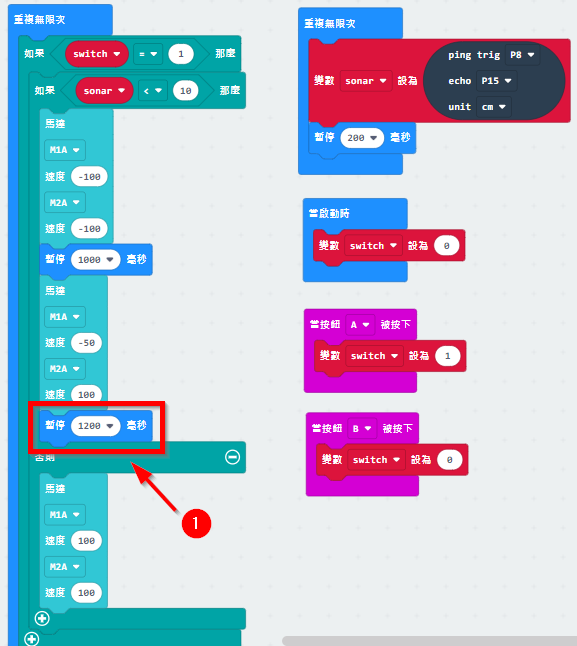 重複無限次
如果 switch = 1 那麼
如果 sonar < 10 那麼
馬達
M1A
速度 -100
M2A
速度 -100
暫停 1000 毫秒
馬達
M1A
速度 -50
M2A
速度 100
暫停 1200 毫秒
否則
馬達
M1A
速度 100
M2A
速度 100
1
重複無限次
變數 sonar 設為
ping trig P8
echo P15
unit cm
暫停 200 毫秒
當啟動時
變數 switch 設為 0
當按鈕 A 被按下
變數 switch 設為 1
當按鈕 B 被按下
變數 switch 設為 0